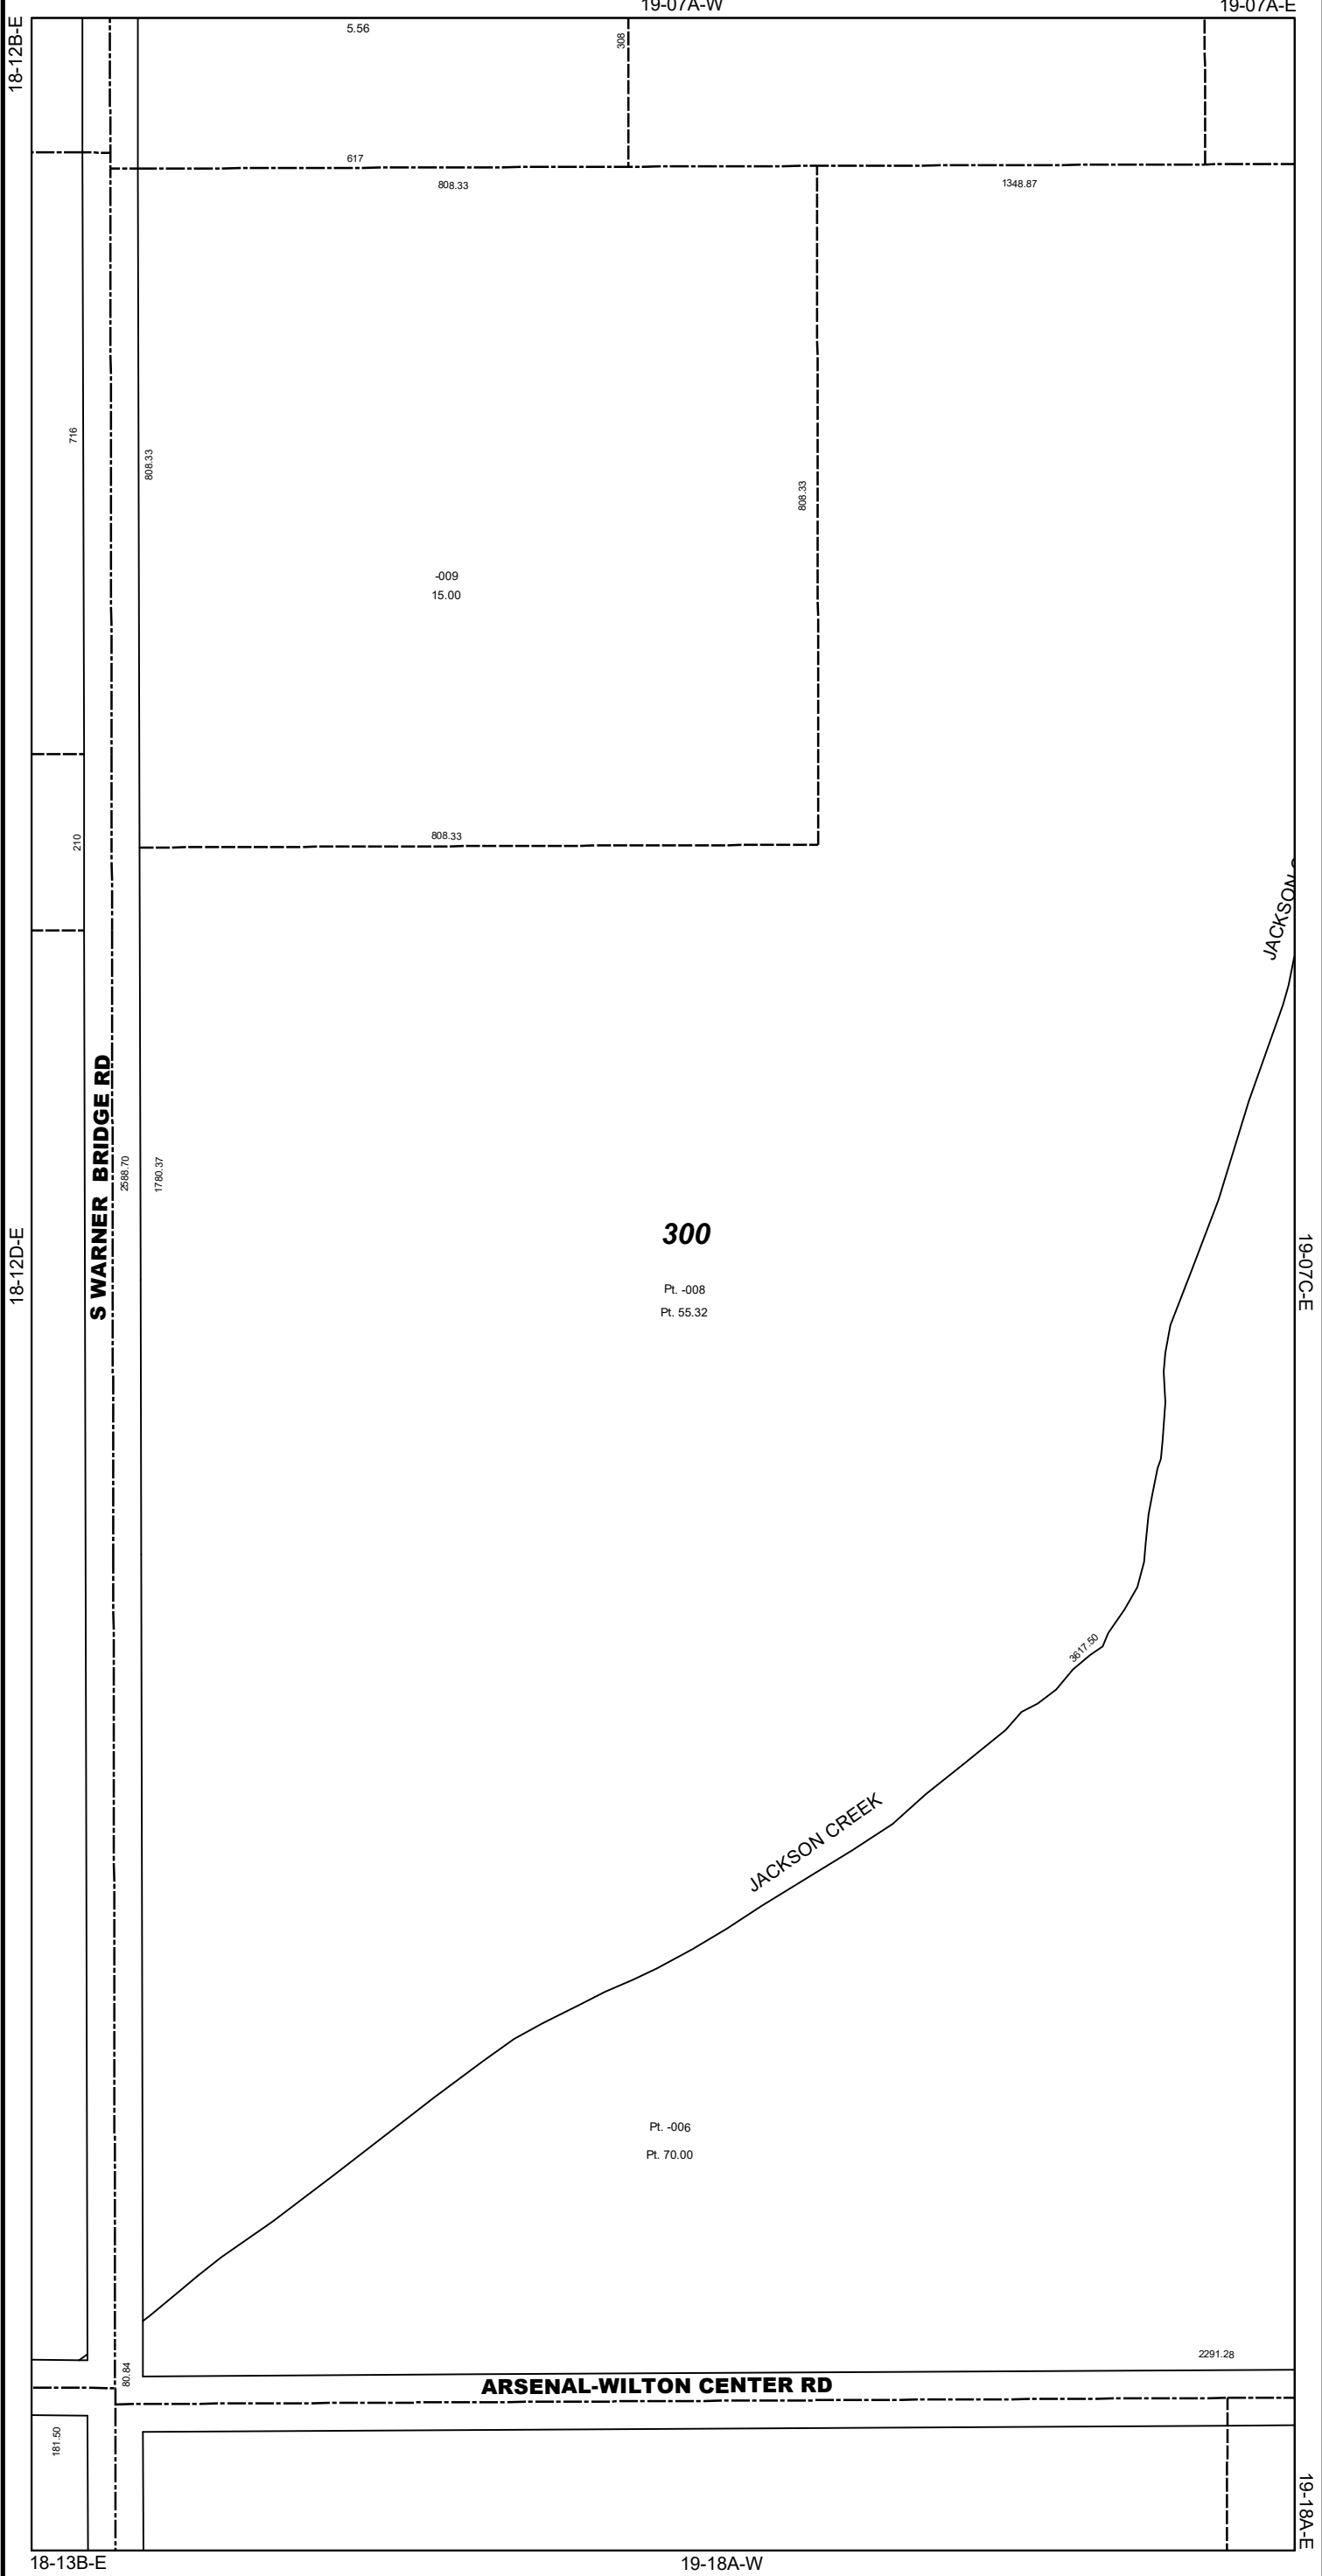 19-07A-W
19-07A-E
18-12B-E
5.56
308
617
808.33
1348.87
716
808.33
808.33
-009
15.00
808.33
210
JACKSON
S WARNER BRIDGE RD
2588.70
1780.37
18-12D-E
300
19-07C-E
Pt. -008
Pt. 55.32
3617.50
JACKSON CREEK
Pt. -006
Pt. 70.00
2291.28
80.84
ARSENAL-WILTON CENTER RD
181.50
19-18A-E
18-13B-E
19-18A-W